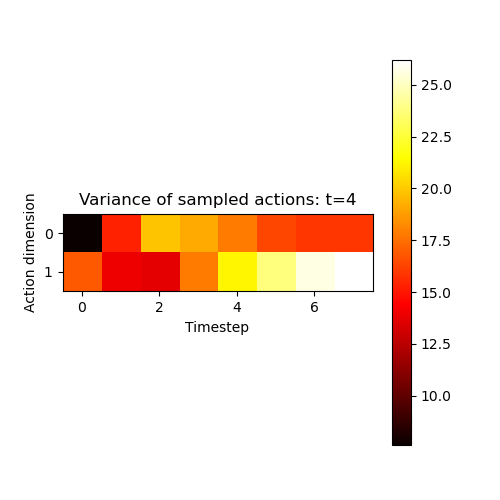 Variance of sampled actions: t=4
Action dimension
0
1
0 2 4 6
Timestep
25.0
22.5
20.0
17.5
15.0
12.5
10.0